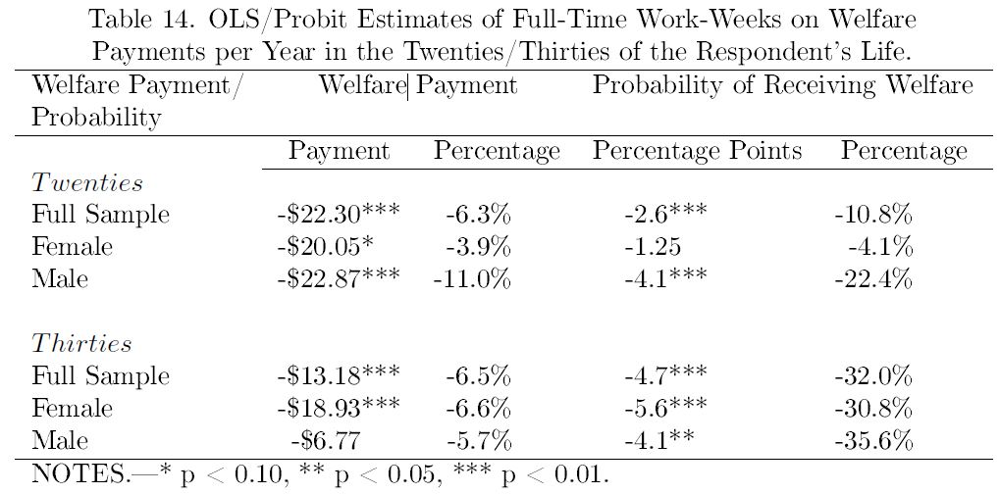 Table 14. OLS/Probit Estimates of Full-Time Work-Weeks on Welfare
Payments per Year in the Twenties/Thirties of the Respondent's Life.
Welfare Payment/ Welfare Payment Probability of Receiving Welfare
Probability
Payment Percentage Percentage Points Percentage
Twenties
Full Sample -$22.30*** -6.3% -2.6*** -10.8%
Female -$20.05* -3.9% -1.25 -4.1%
Male -$22.87*** -11.0% -4.1*** -22.4%
Thirties
Full Sample -$13.18*** -6.5% -4.7*** -32.0%
Female -$18.93*** -6.6% -5.6*** -30.8%
Male -$6.77 -5.7% -4.1** -35.6%
NOTES.—* p < 0.10, ** p < 0.05, *** p < 0.01.